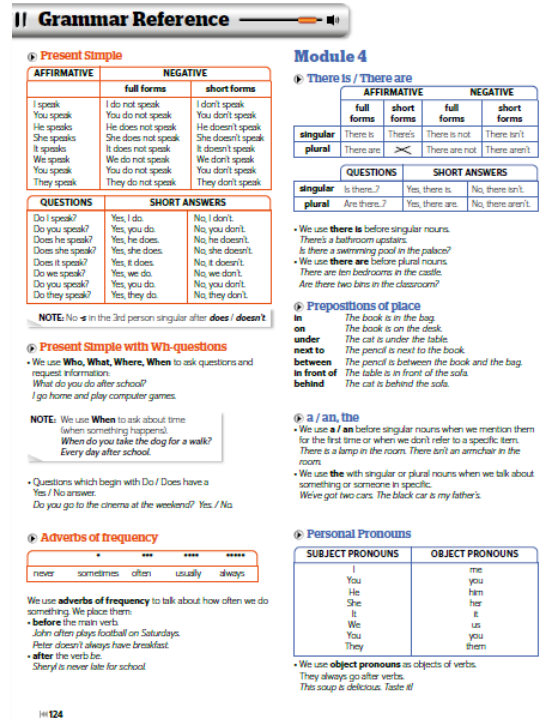 Grammar Reference
Present Simple
AFFIRMATIVE NEGATIVE
full forms short forms
I speak I do not speak I don't speak
You speak You do not speak You don't speak
He speaks He does not speak He doesn't speak
She speaks She does not speak She doesn't speak
It speaks It does not speak It doesn't speak
We speak We do not speak We don't speak
You speak You do not speak You don't speak
They speak They do not speak They don't speak
QUESTIONS SHORT ANSWERS
Do I speak? Yes, I do. No, I don't.
Do you speak? Yes, you do. No, you don't.
Does he speak? Yes, he does. No, he doesn't.
Does she speak? Yes, she does. No, she doesn't.
Does it speak? Yes, it does. No, it doesn't.
Do we speak? Yes, we do. No, we don't.
Do you speak? Yes, you do. No, you don't.
Do they speak? Yes, they do. No, they don't.
NOTE: No -s in the 3rd person singular after does / doesn't.
Present Simple with Wh-questions
• We use Who, What, Where, When to ask questions and
request information:
What do you do after school?
I go home and play computer games.
NOTE: We use When to ask about time
(when something happens).
When do you take the dog for a walk?
Every day after school.
• Questions which begin with Do / Does have a
Yes / No answer.
Do you go to the cinema at the weekend? Yes. / No.
Adverbs of frequency
* *** **** *****
never sometimes often usually always
We use adverbs of frequency to talk about how often we do
something. We place them:
• before the main verb.
John often plays football on Saturdays.
Peter doesn't always have breakfast.
• after the verb be.
Sheryl is never late for school.
124
Module 4
There is / There are
AFFIRMATIVE NEGATIVE
full forms short forms full forms short forms
singular There is There's There is not There isn't
plural There are There are not There aren't
QUESTIONS SHORT ANSWERS
singular Is there...? Yes, there is. No, there isn't.
plural Are there...? Yes, there are. No, there aren't.
• We use there is before singular nouns.
There's a bathroom upstairs.
Is there a swimming pool in the palace?
• We use there are before plural nouns.
There are ten bedrooms in the castle.
Are there two bins in the classroom?
Prepositions of place
in The book is in the bag.
on The book is on the desk.
under The cat is under the table.
next to The pencil is next to the book.
between The pencil is between the book and the bag.
in front of The table is in front of the sofa.
behind The cat is behind the sofa.
a / an, the
• We use a / an before singular nouns when we mention them
for the first time or when we don't refer to a specific item.
There is a lamp in the room. There isn't an armchair in the
room.
• We use the with singular or plural nouns when we talk about
something or someone in specific.
We've got two cars. The black car is my father's.
Personal Pronouns
SUBJECT PRONOUNS OBJECT PRONOUNS
I me
You you
He him
She her
It it
We us
You you
They them
• We use object pronouns as objects of verbs.
They always go after verbs.
This soup is delicious. Taste it!